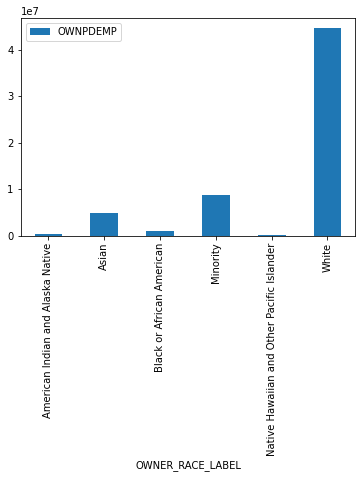 1e7
OWNPDEMP
4
3
2
1
0
American Indian and Alaska Native
Asian
Black or African American
Minority
Native Hawaiian and Other Pacific Islander
White
OWNER_RACE_LABEL